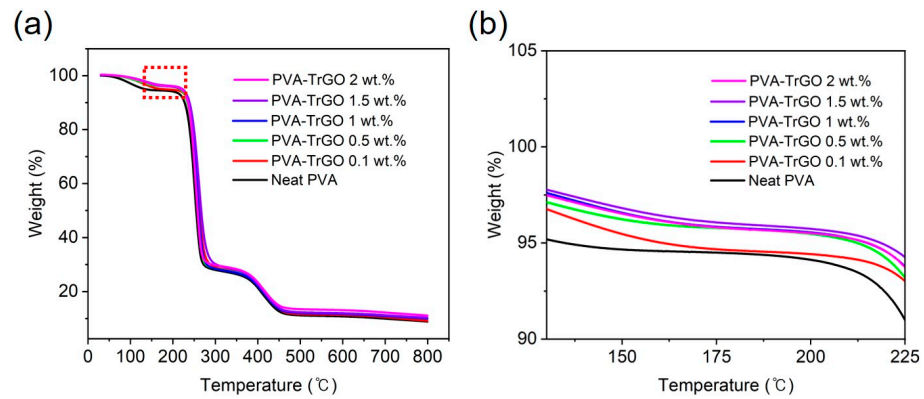 (a)
100
80
60
40
20
0
100
200
300
400
500
600
700
800
Weight (%)
Temperature (℃)
PVA-TrGO 2 wt.%
PVA-TrGO 1.5 wt.%
PVA-TrGO 1 wt.%
PVA-TrGO 0.5 wt.%
PVA-TrGO 0.1 wt.%
Neat PVA
(b)
105
100
95
90
150
175
200
225
Weight (%)
Temperature (℃)
PVA-TrGO 2 wt.%
PVA-TrGO 1.5 wt.%
PVA-TrGO 1 wt.%
PVA-TrGO 0.5 wt.%
PVA-TrGO 0.1 wt.%
Neat PVA